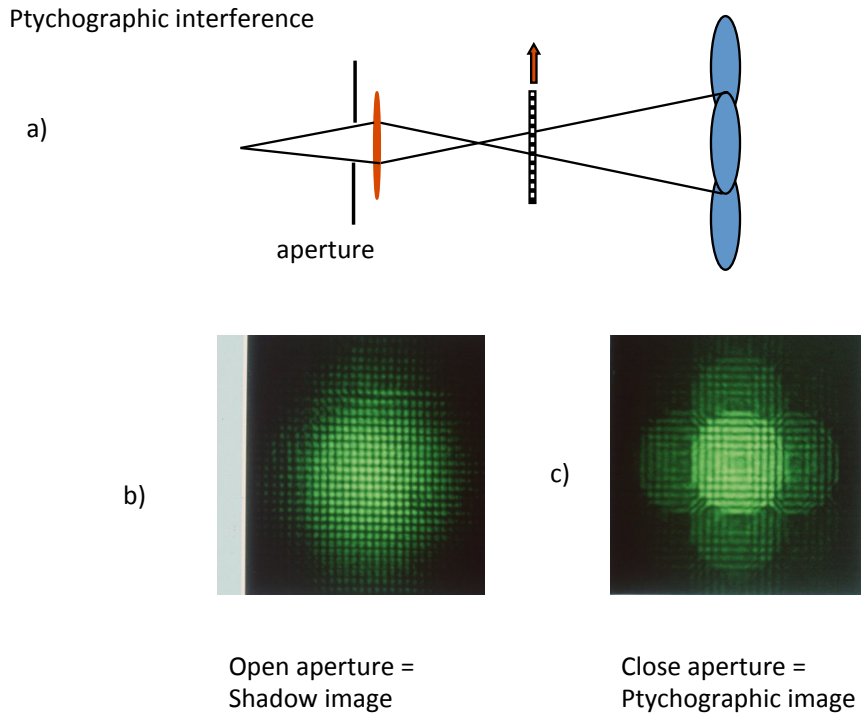 Ptychographic interference
a)
aperture
b)
c)
Open aperture =
Shadow image
Close aperture =
Ptychographic image